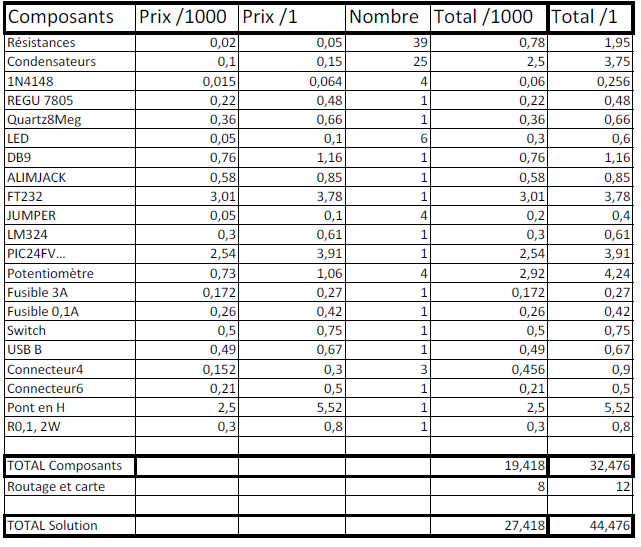 Composants Prix /1000 Prix /1 Nombre Total /1000 Total /1
Résistances 0,02 0,05 39 0,78 1,95
Condensateurs 0,1 0,15 25 2,5 3,75
1N4148 0,015 0,064 4 0,06 0,256
REGU 7805 0,22 0,48 1 0,22 0,48
Quartz8Meg 0,36 0,66 1 0,36 0,66
LED 0,05 0,1 6 0,3 0,6
DB9 0,76 1,16 1 0,76 1,16
ALIMJACK 0,58 0,85 1 0,58 0,85
FT232 3,01 3,78 1 3,01 3,78
JUMPER 0,05 0,1 4 0,2 0,4
LM324 0,3 0,61 1 0,3 0,61
PIC24FV... 2,54 3,91 1 2,54 3,91
Potentiomètre 0,73 1,06 4 2,92 4,24
Fusible 3A 0,172 0,27 1 0,172 0,27
Fusible 0,1A 0,26 0,42 1 0,26 0,42
Switch 0,5 0,75 1 0,5 0,75
USB B 0,49 0,67 1 0,49 0,67
Connecteur4 0,152 0,3 3 0,456 0,9
Connecteur6 0,21 0,5 1 0,21 0,5
Pont en H 2,5 5,52 1 2,5 5,52
R0,1, 2W 0,3 0,8 1 0,3 0,8
TOTAL Composants 19,418 32,476
Routage et carte 8 12
TOTAL Solution 27,418 44,476